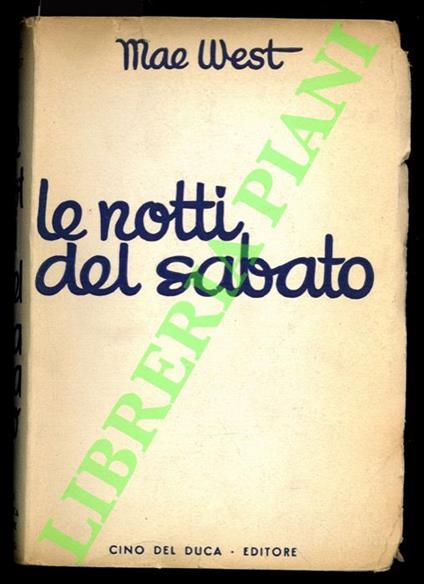 Mae West
le notti
del sabato
CINO DEL DUCA - EDITORE
LIBRERIA PIANI